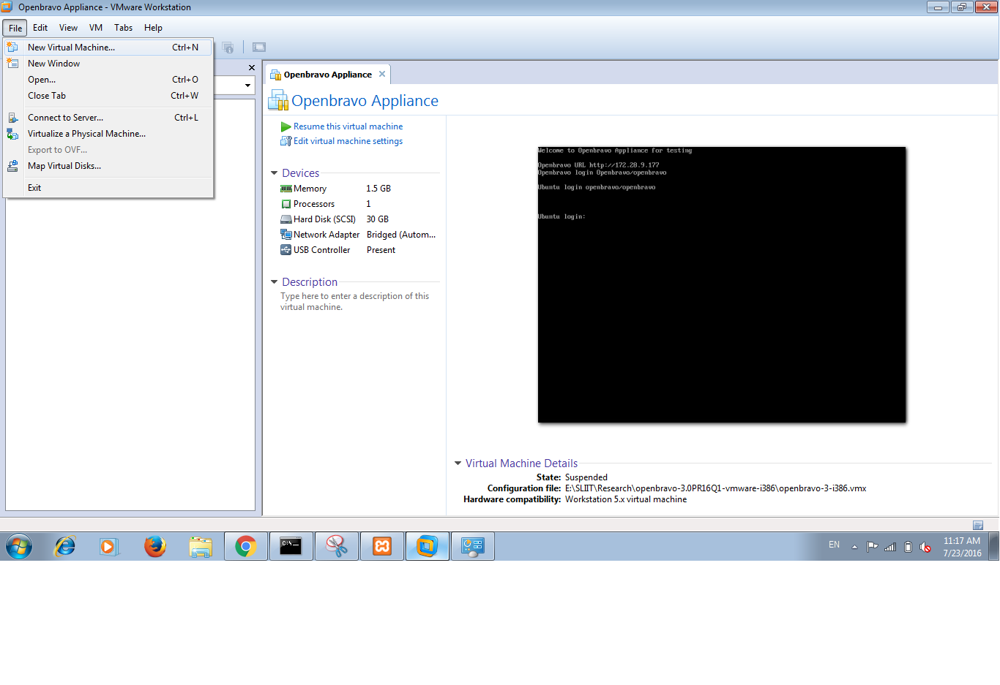 Openbravo Appliance - VMware Workstation
File Edit View VM Tabs Help
New Virtual Machine... Ctrl+N
New Window
Open... Ctrl+O
Close Tab Ctrl+W
Connect to Server... Ctrl+L
Virtualize a Physical Machine...
Export to OVF...
Map Virtual Disks...
Exit
Openbravo Appliance
Openbravo Appliance
Resume this virtual machine
Edit virtual machine settings
Devices
Memory 1.5 GB
Processors 1
Hard Disk (SCSI) 30 GB
Network Adapter Bridged (Autom...
USB Controller Present
Description
Type here to enter a description of this
virtual machine.
Welcome to Openbravo Appliance for testing
Openbravo URL http://172.28.9.177
Openbravo login Openbravo/openbravo
Ubuntu login openbravo/openbravo
Ubuntu login:
Virtual Machine Details
State: Suspended
Configuration file: E:\SLIIT\Research\openbravo-3.0PR16Q1-vmware-i386\openbravo-3-i386.vmx
Hardware compatibility: Workstation 5.x virtual machine
C:\_
EN
11:17 AM
7/23/2016